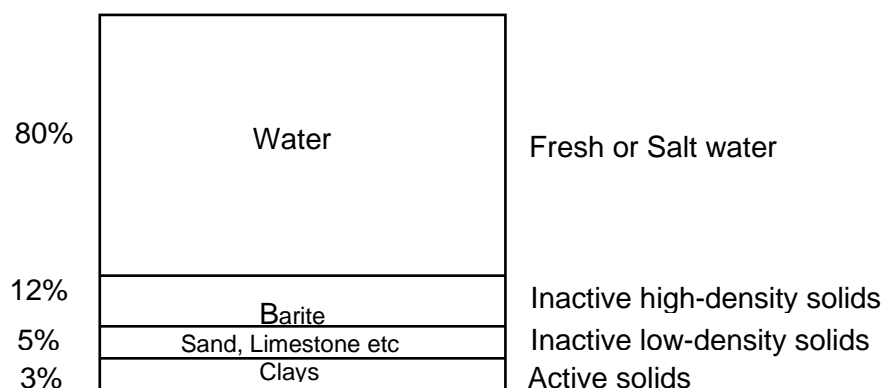 80% Water Fresh or Salt water
12% Barite Inactive high-density solids
5% Sand, Limestone etc Inactive low-density solids
3% Clays Active solids